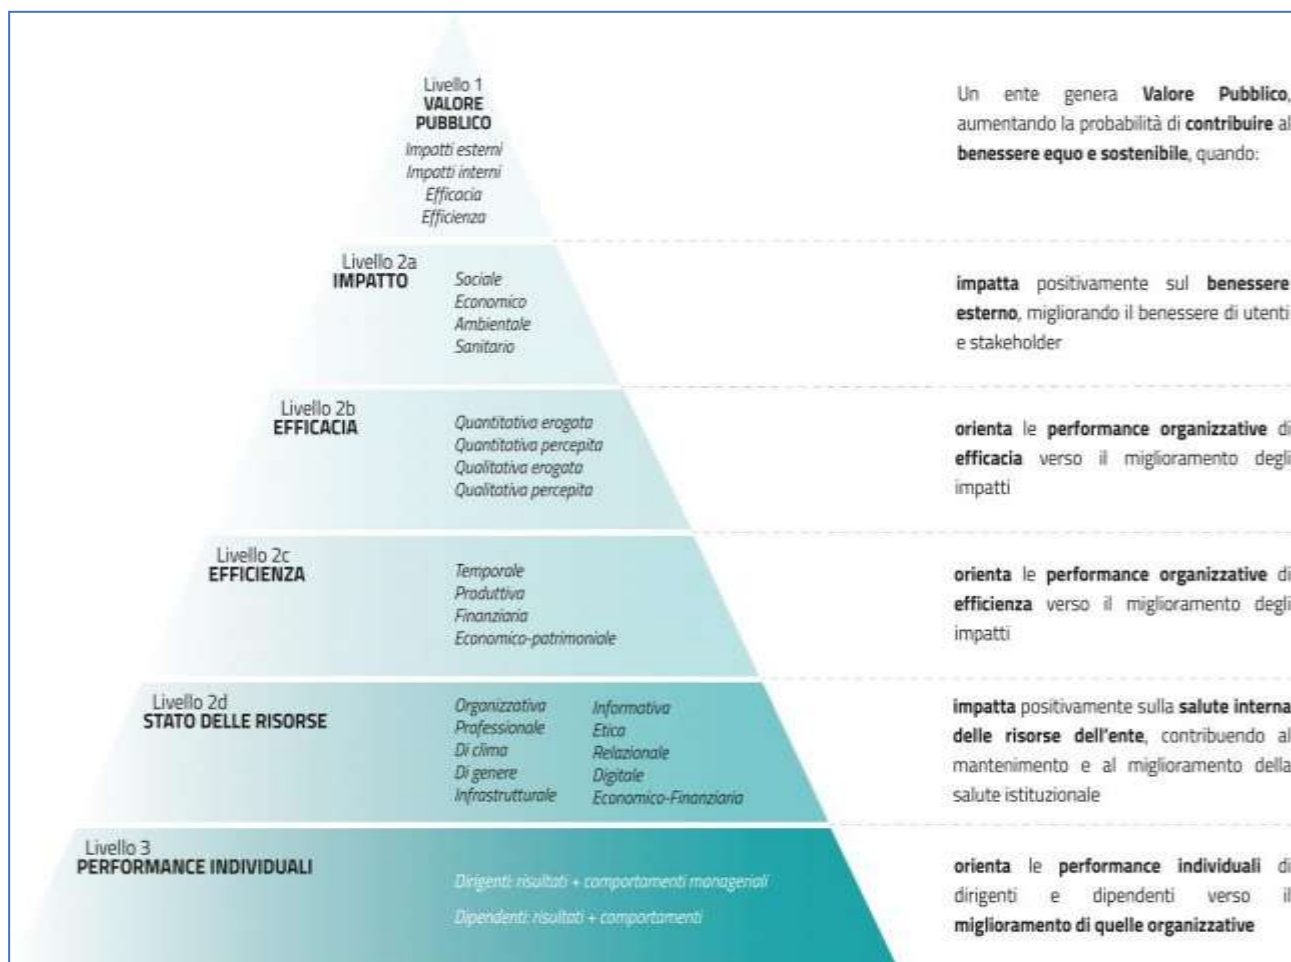 Livello 1
VALORE
PUBBLICO
Impatti esterni
Impatti interni
Efficacia
Efficienza
Un ente genera Valore Pubblico,
aumentando la probabilità di contribuire al
benessere equo e sostenibile, quando:
Livello 2a
IMPATTO
Sociale
Economico
Ambientale
Sanitario
impatta positivamente sul benessere
esterno, migliorando il benessere di utenti
e stakeholder
Livello 2b
EFFICACIA
Quantitativa erogata
Quantitativa percepita
Qualitativa erogata
Qualitativa percepita
orienta le performance organizzative di
efficacia verso il miglioramento degli
impatti
Livello 2c
EFFICIENZA
Temporale
Produttiva
Finanziaria
Economico-patrimoniale
orienta le performance organizzative di
efficienza verso il miglioramento degli
impatti
Livello 2d
STATO DELLE RISORSE
Organizzativa
Professionale
Di clima
Di genere
Infrastrutturale
Informativa
Etica
Relazionale
Digitale
Economico-Finanziaria
impatta positivamente sulla salute interna
delle risorse dell'ente, contribuendo al
mantenimento e al miglioramento della
salute istituzionale
Livello 3
PERFORMANCE INDIVIDUALI
Dirigenti: risultati + comportamenti manageriali
Dipendenti: risultati + comportamenti
orienta le performance individuali di
dirigenti e dipendenti verso il
miglioramento di quelle organizzative